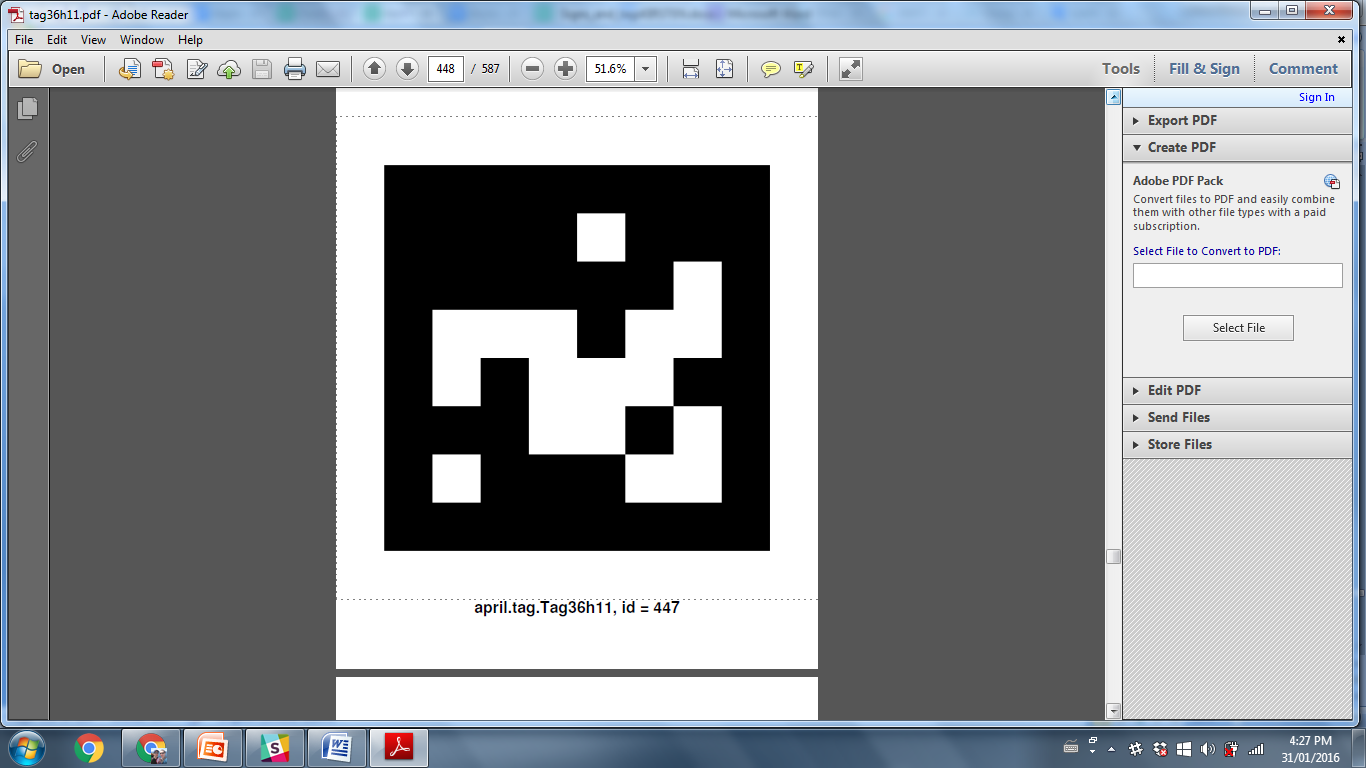 tag36h11.pdf - Adobe Reader
File Edit View Window Help
Open 448 / 587 51.6% Tools Fill & Sign Comment
Sign In
Export PDF
Create PDF
Adobe PDF Pack
Convert files to PDF and easily combine
them with other file types with a paid
subscription.
Select File to Convert to PDF:
Select File
Edit PDF
Send Files
Store Files
april.tag.Tag36h11, id = 447
4:27 PM
31/01/2016